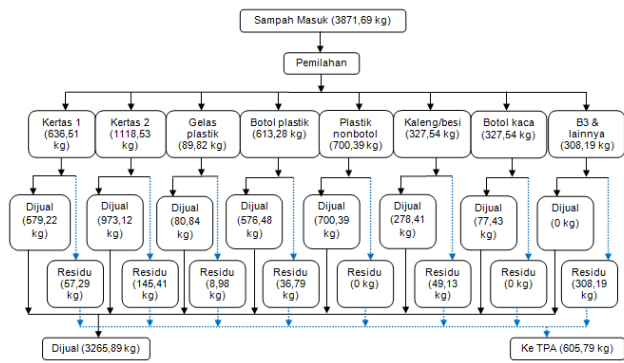 Sampah Masuk (3871,69 kg)
Pemilahan
Kertas 1
(636,51
kg)
Kertas 2
(1118,53
kg)
Gelas
plastik
(89,82 kg)
Botol plastik
(613,28 kg)
Plastik
nonbotol
(700,39 kg)
Kaleng/besi
(327,54 kg)
Botol kaca
(327,54 kg)
B3 &
lainnya
(308,19 kg)
Dijual
(579,22
kg)
Dijual
(973,12
kg)
Dijual
(80,84
kg)
Dijual
(576,48
kg)
Dijual
(700,39
kg)
Dijual
(278,41
kg)
Dijual
(77,43
kg)
Dijual
(0 kg)
Residu
(57,29
kg)
Residu
(145,41
kg)
Residu
(8,98
kg)
Residu
(36,79
kg)
Residu
(0 kg)
Residu
(49,13
kg)
Residu
(0 kg)
Residu
(308,19
kg)
Dijual (3265,89 kg)
Ke TPA (605,79 kg)